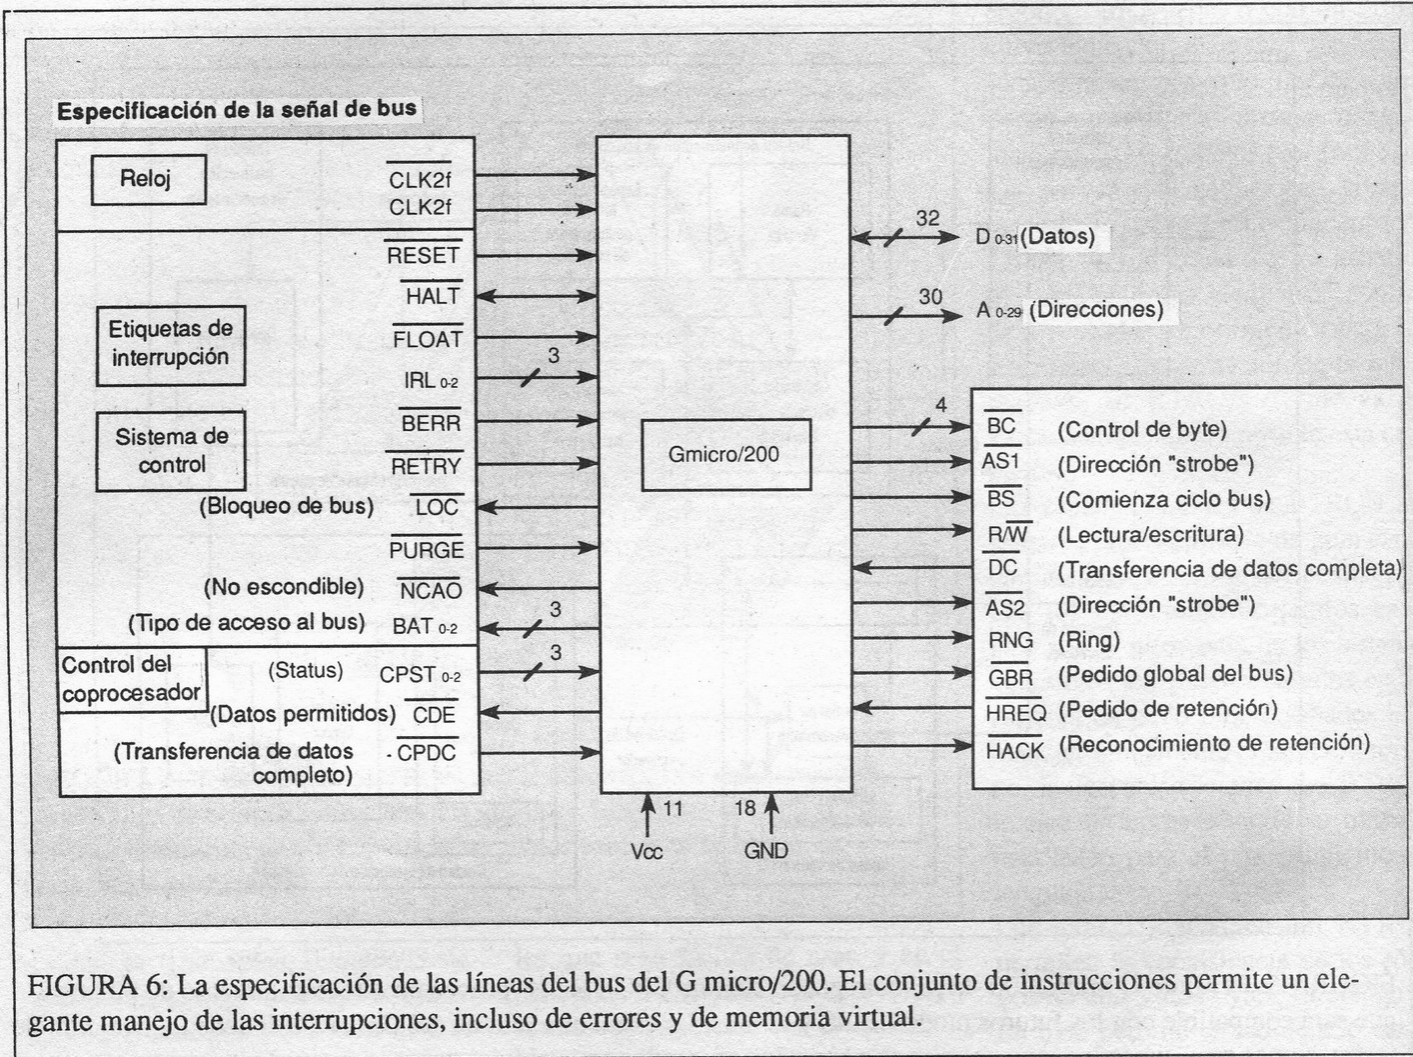 Especificación de la señal de bus
Reloj
CLK2f
CLK2f
RESET
HALT
Etiquetas de
interrupción
FLOAT
IRL 0-2
3
Sistema de
control
BERR
RETRY
(Bloqueo de bus) LOC
PURGE
(No escondible) NCAO
(Tipo de acceso al bus) BAT 0-2
3
Control del
coprocesador
(Status) CPST 0-2
3
(Datos permitidos) CDE
(Transferencia de datos - CPDC
completo)
Gmicro/200
11
18
Vcc
GND
32
D 0-31 (Datos)
30
A 0-29 (Direcciones)
4
BC (Control de byte)
AS1 (Dirección "strobe")
BS (Comienza ciclo bus)
R/W (Lectura/escritura)
DC (Transferencia de datos completa)
AS2 (Dirección "strobe")
RNG (Ring)
GBR (Pedido global del bus)
HREQ (Pedido de retención)
HACK (Reconocimiento de retención)
FIGURA 6: La especificación de las líneas del bus del G micro/200. El conjunto de instrucciones permite un ele-
gante manejo de las interrupciones, incluso de errores y de memoria virtual.